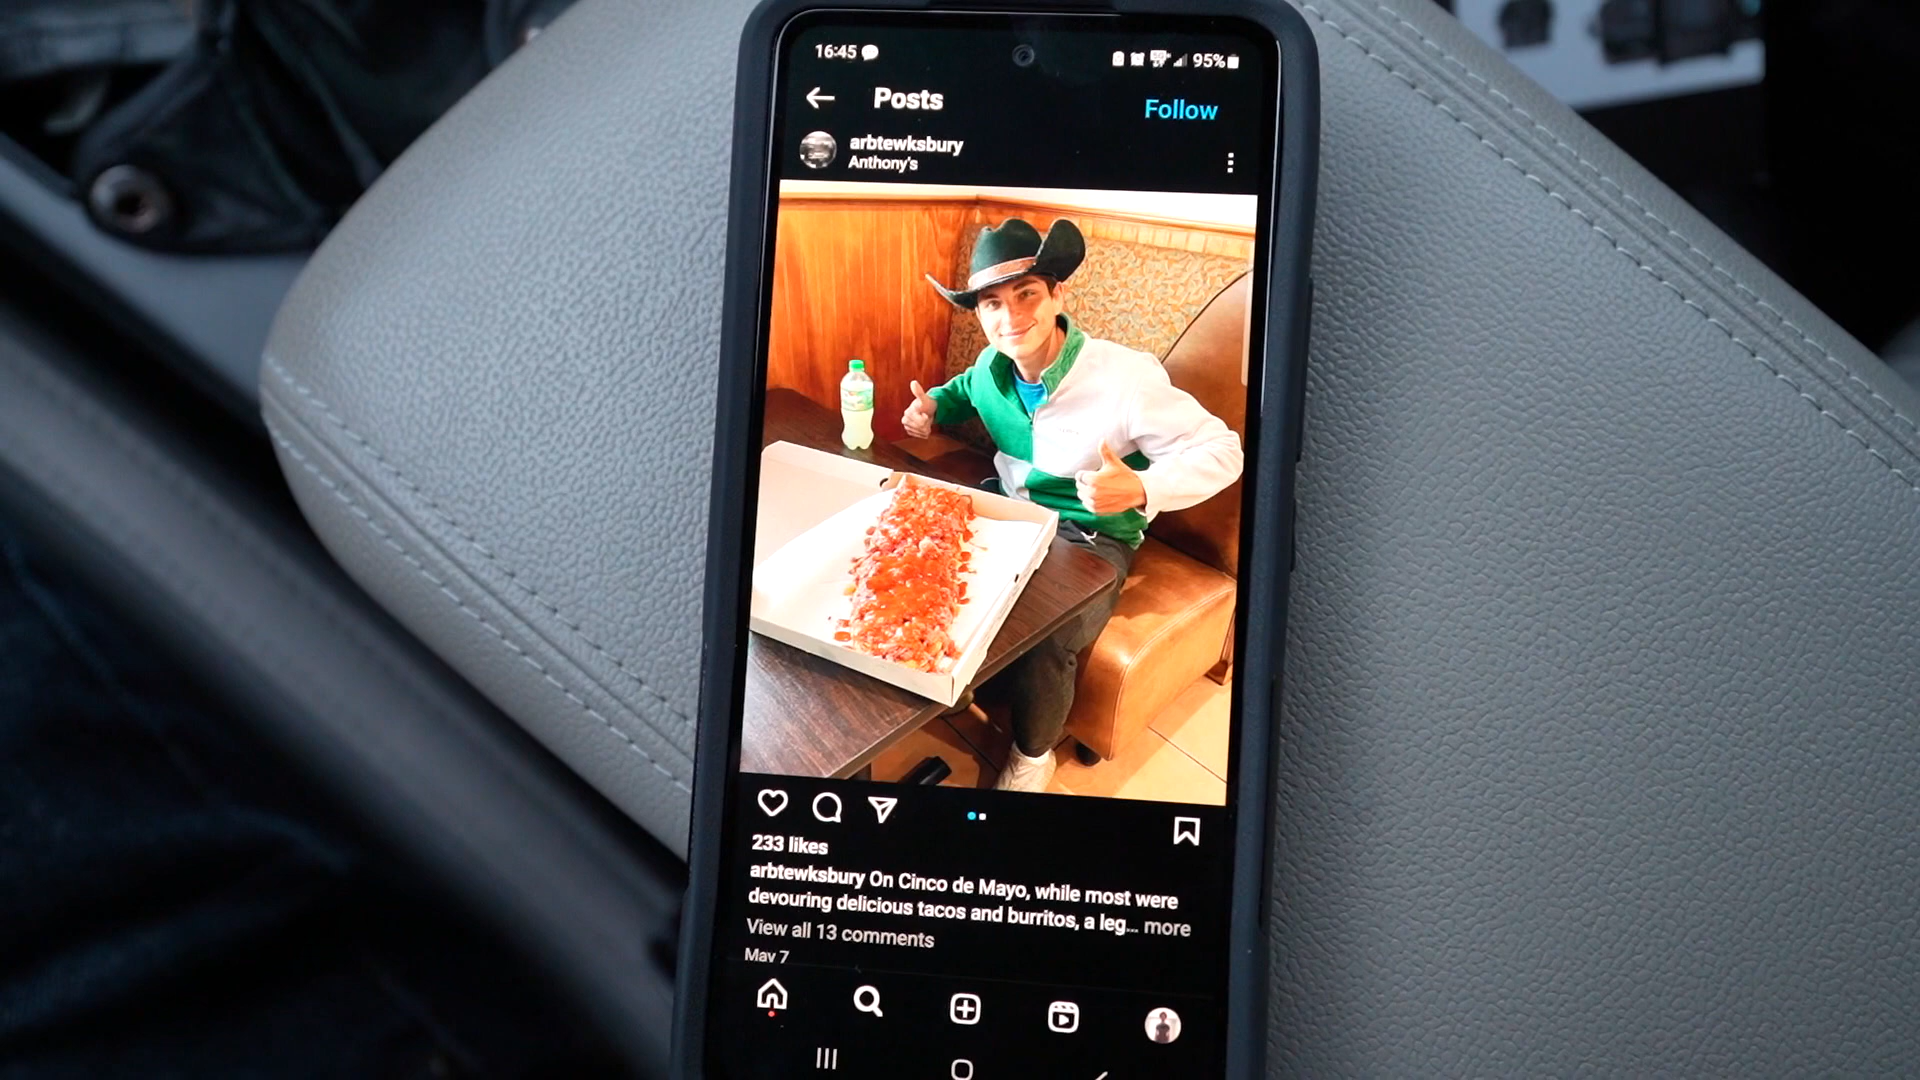 16:45
95%
Posts
Follow
arbtewksbury
Anthony's
233 likes
arbtewksbury On Cinco de Mayo, while most were
devouring delicious tacos and burritos, a leg... more
View all 13 comments
May 7